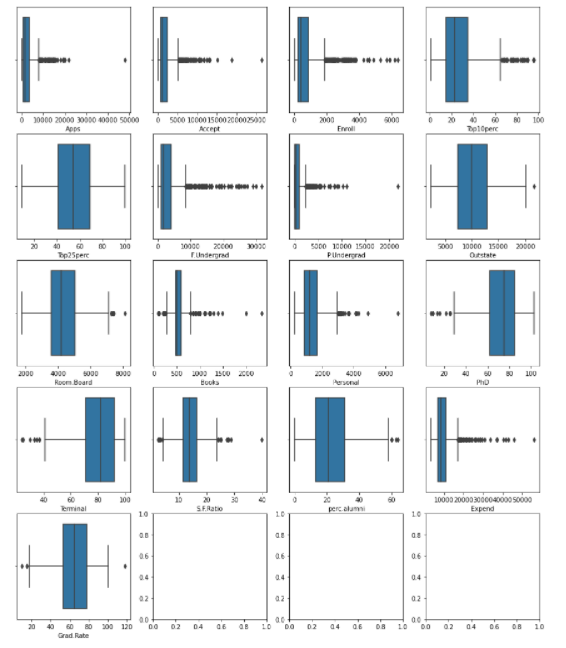 0 10000 20000 30000 40000 50000
Apps
0 5000 10000 15000 20000 25000
Accept
0 2000 4000 6000
Enroll
0 20 40 60 80 100
Top10perc
20 40 60 80 100
Top25perc
0 10000 20000 30000
F.Undergrad
0 5000 10000 15000 20000
P.Undergrad
5000 10000 15000 20000
Outstate
2000 4000 6000 8000
Room.Board
0 500 1000 1500 2000
Books
0 2000 4000 6000
Personal
20 40 60 80 100
PhD
40 60 80 100
Terminal
10 20 30 40
S.F.Ratio
0 20 40 60
perc.alumni
10000 20000 30000 40000 50000
Expend
20 40 60 80 100 120
Grad.Rate
1.0
0.8
0.6
0.4
0.2
0.0
0.0 0.2 0.4 0.6 0.8 1.0
1.0
0.8
0.6
0.4
0.2
0.0
0.0 0.2 0.4 0.6 0.8 1.0
1.0
0.8
0.6
0.4
0.2
0.0
0.0 0.2 0.4 0.6 0.8 1.0